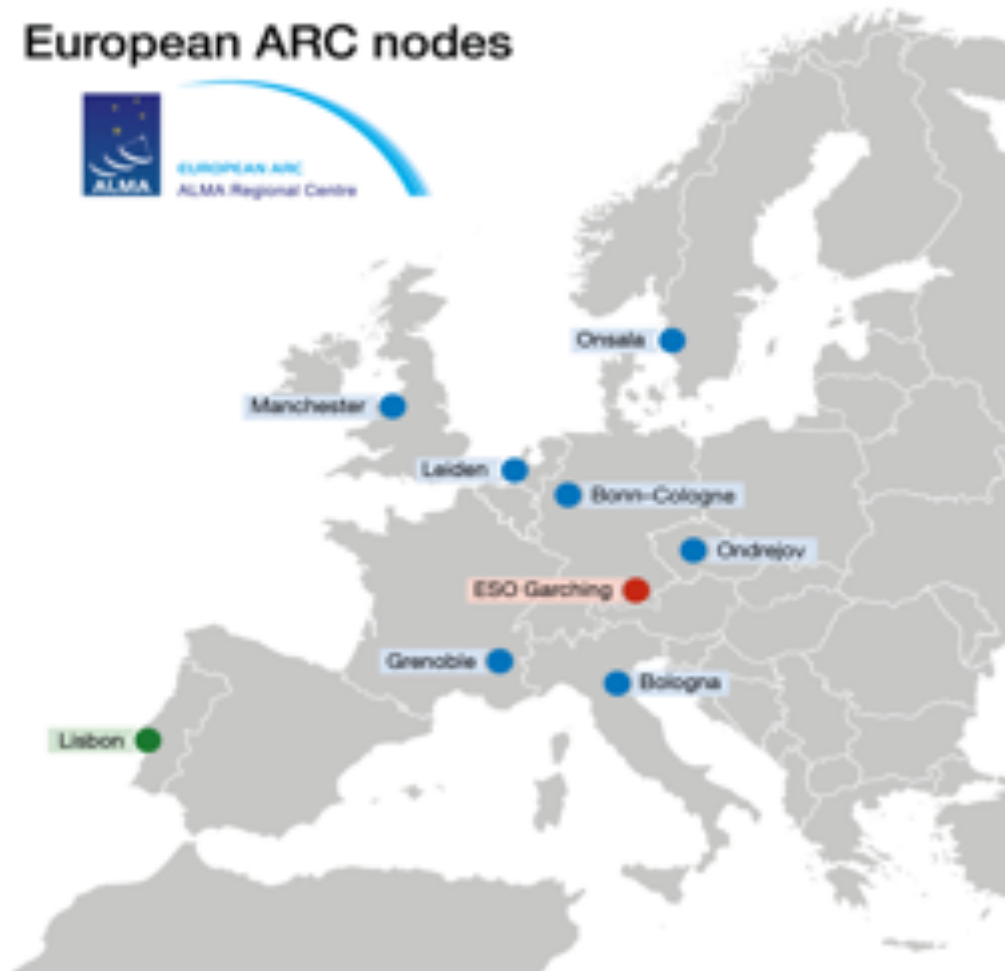 European ARC nodes
ALMA
EUROPEAN ARC
ALMA Regional Centre
Onsala
Manchester
Leiden
Bonn-Cologne
Ondrejov
ESO Garching
Grenoble
Bologna
Lisbon